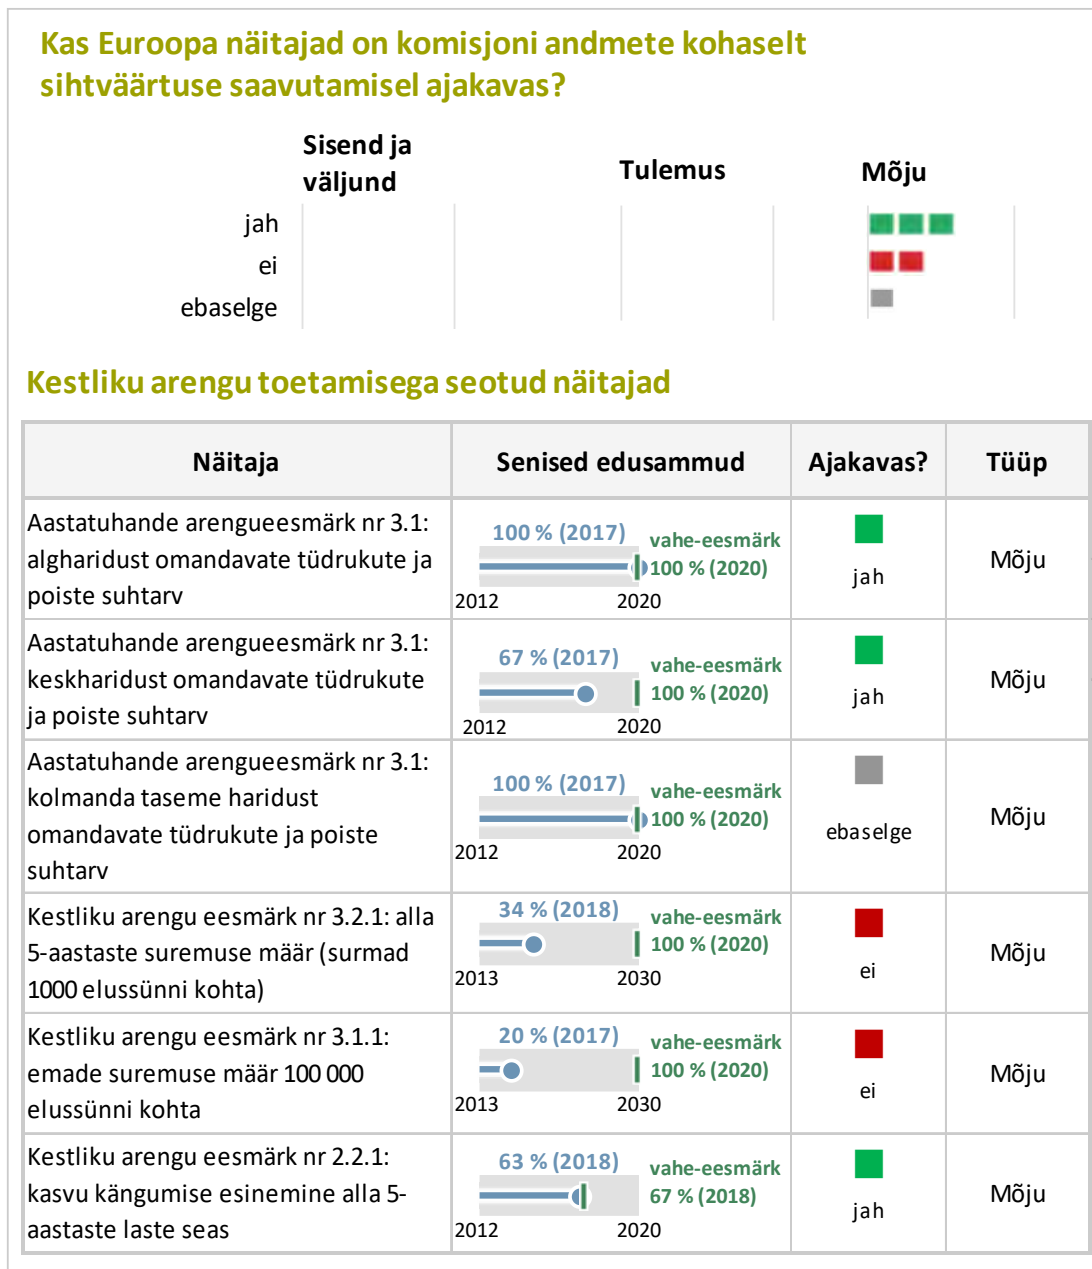 Kas Euroopa näitajad on komisjoni andmete kohaselt
sihtväärtuse saavutamisel ajakavas?
Sisend ja
väljund
Tulemus
Mõju
jah
ei
ebaselge
Kestliku arengu toetamisega seotud näitajad
Näitaja
Senised edusammud
Ajakavas?
Tüüp
Aastatuhande arengueesmärk nr 3.1:
algharidust omandavate tüdrukute ja
poiste suhtarv
100 % (2017)
vahe-eesmärk
100 % (2020)
2012
2020
jah
Mõju
Aastatuhande arengueesmärk nr 3.1:
keskharidust omandavate tüdrukute
ja poiste suhtarv
67 % (2017)
vahe-eesmärk
100 % (2020)
2012
2020
jah
Mõju
Aastatuhande arengueesmärk nr 3.1:
kolmanda taseme haridust
omandavate tüdrukute ja poiste
suhtarv
100 % (2017)
vahe-eesmärk
100 % (2020)
2012
2020
ebaselge
Mõju
Kestliku arengu eesmärk nr 3.2.1: alla
5-aastaste suremuse määr (surmad
1000 elussünni kohta)
34 % (2018)
vahe-eesmärk
100 % (2020)
2013
2030
ei
Mõju
Kestliku arengu eesmärk nr 3.1.1:
emade suremuse määr 100 000
elussünni kohta
20 % (2017)
vahe-eesmärk
100 % (2020)
2013
2030
ei
Mõju
Kestliku arengu eesmärk nr 2.2.1:
kasvu kängumise esinemine alla 5-
aastaste laste seas
63 % (2018)
vahe-eesmärk
67 % (2018)
2012
2020
jah
Mõju